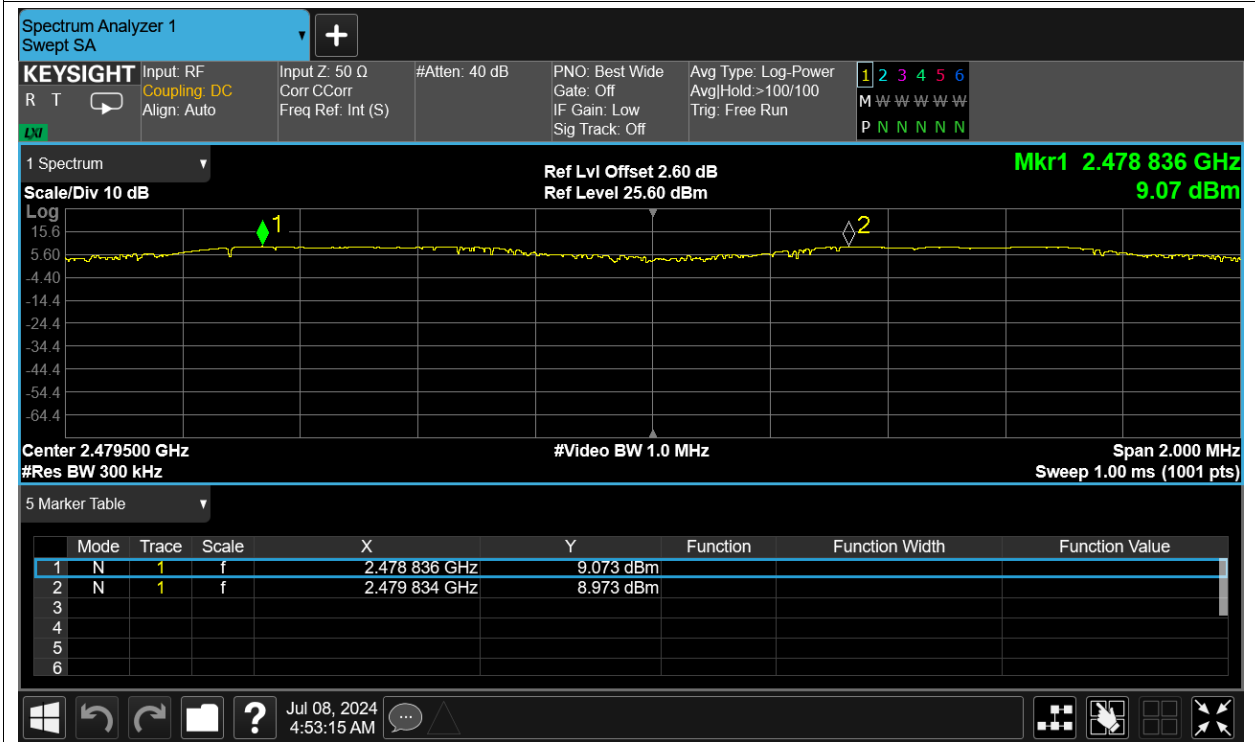 Spectrum Analyzer 1
Swept SA
+
KEYSIGHT
R T
LXI
Input: RF
Coupling: DC
Align: Auto
Input Z: 50 Ω
Corr CCorr
Freq Ref: Int (S)
#Atten: 40 dB
PNO: Best Wide
Gate: Off
IF Gain: Low
Sig Track: Off
Avg Type: Log-Power
Avg|Hold:>100/100
Trig: Free Run
1 2 3 4 5 6
M W W W W W
P N N N N N
1 Spectrum
Scale/Div 10 dB
Ref Lvl Offset 2.60 dB
Ref Level 25.60 dBm
Mkr1 2.478 836 GHz
9.07 dBm
Log
15.6
5.60
-4.40
-14.4
-24.4
-34.4
-44.4
-54.4
-64.4
1
2
Center 2.479500 GHz
#Res BW 300 kHz
#Video BW 1.0 MHz
Span 2.000 MHz
Sweep 1.00 ms (1001 pts)
5 Marker Table
Mode Trace Scale X Y Function Function Width Function Value
1 N 1 f 2.478 836 GHz 9.073 dBm
2 N 1 f 2.479 834 GHz 8.973 dBm
3
4
5
6
?
Jul 08, 2024
4:53:15 AM